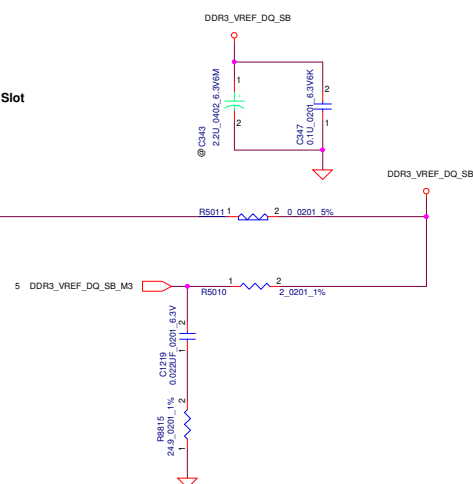 DDR3_VREF_DQ_SB
Slot
1
2
@ C343
2.2U_0402_6.3V6M
2
1
C347
0.1U_0201_6.3V6K
DDR3_VREF_DQ_SB
R5011 1 2 0_0201_5%
5 DDR3_VREF_DQ_SB_M3
1 2
R5010 2_0201_1%
2
1
C1219
0.022UF_0201_6.3V
2
1
R8815
24.9_0201_1%